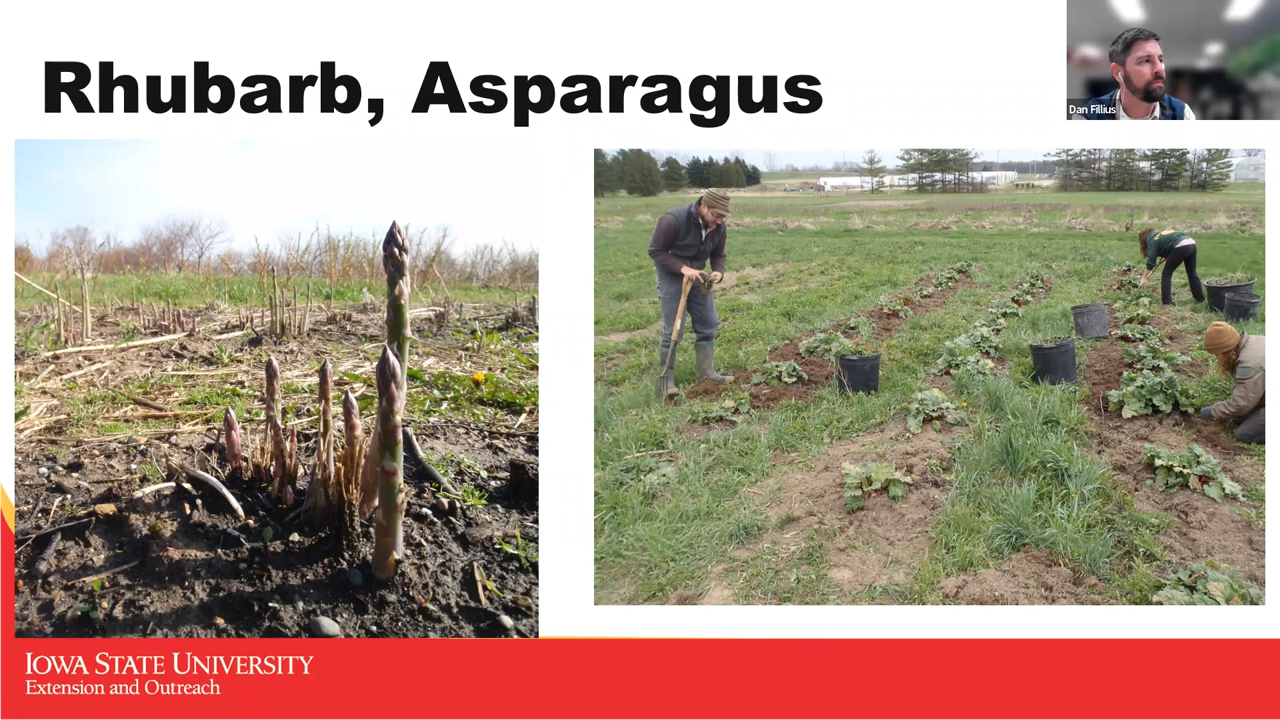 Rhubarb, Asparagus
Dan Fillius
IOWA STATE UNIVERSITY
Extension and Outreach